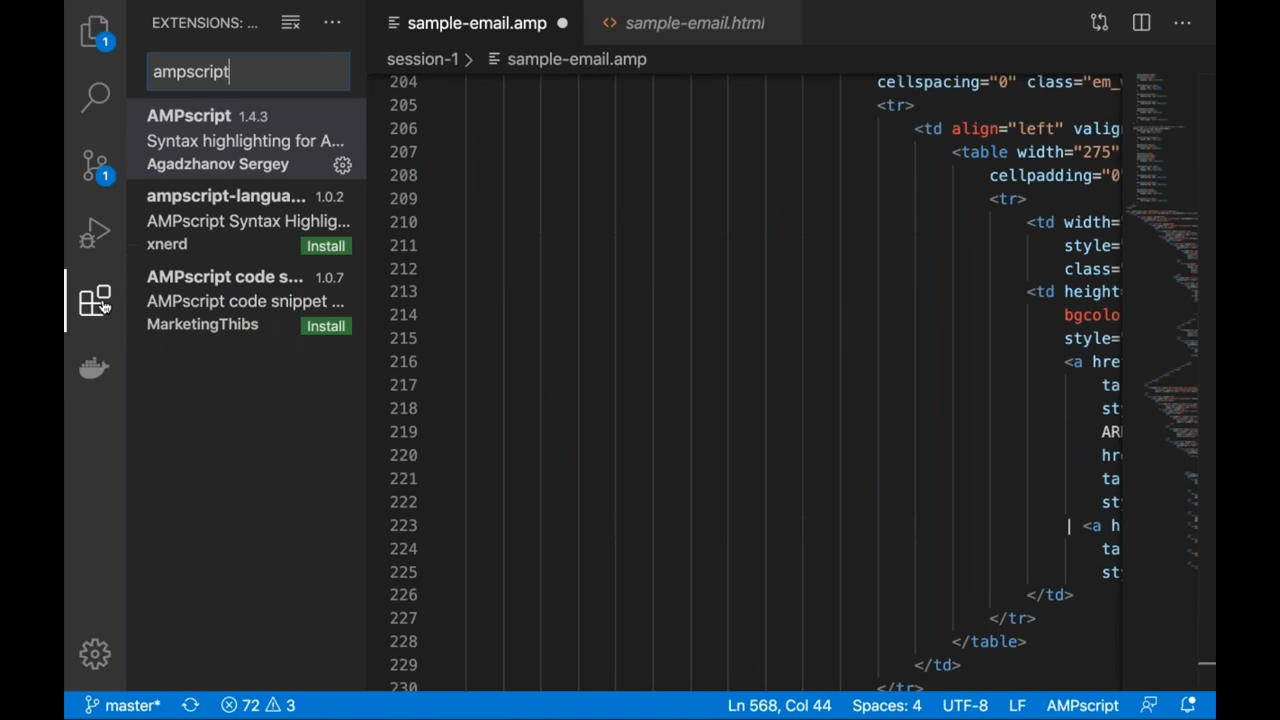 1
1
EXTENSIONS: ...
ampscript
AMPscript 1.4.3
Syntax highlighting for A...
Agadzhanov Sergey
ampscript-langua... 1.0.2
AMPscript Syntax Highlig...
xnerd Install
AMPscript code s... 1.0.7
AMPscript code snippet ...
MarketingThibs Install
sample-email.amp
<> sample-email.html
session-1 > sample-email.amp
204 cellspacing="0" class="em_
205 <tr>
206 <td align="left" valig
207 <table width="275"
208 cellpadding="0"
209 <tr>
210 <td width=
211 style="
212 class="
213 <td height
214 bgcolo
215 style="
216 <a hre
217 ta
218 st
219 AR
220 hr
221 ta
222 st
223 | <a h
224 ta
225 st
226 </td>
227 </tr>
228 </table>
229 </td>
230 </tr>
master* 72 3 Ln 568, Col 44 Spaces: 4 UTF-8 LF AMPscript